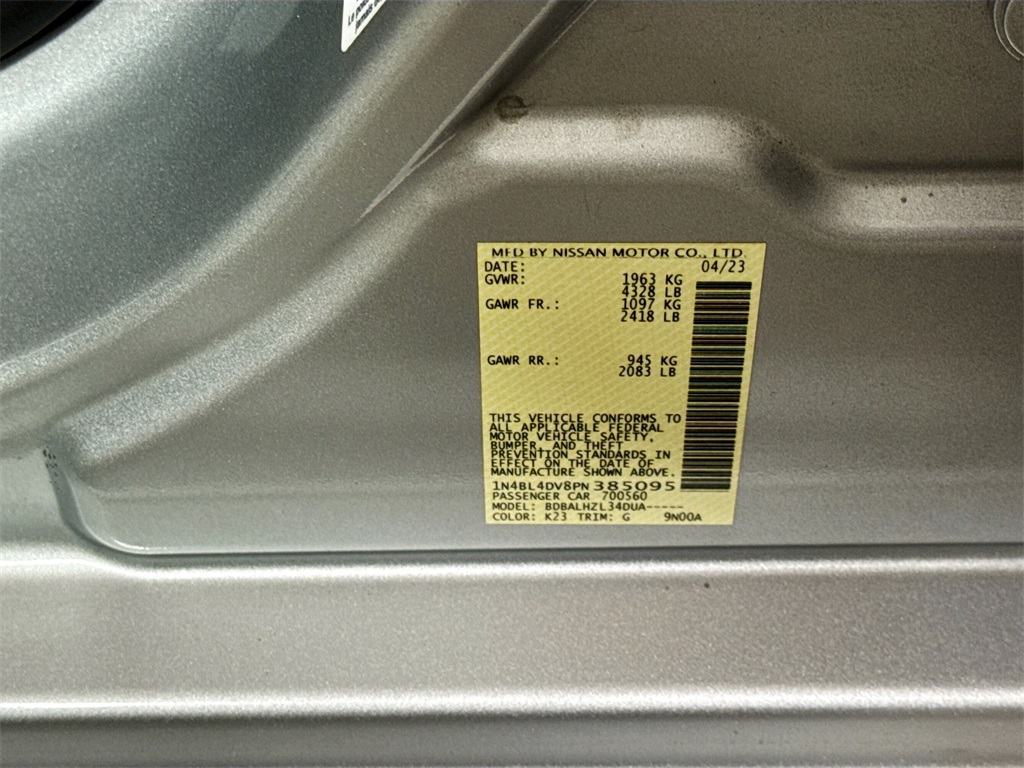 MFD BY NISSAN MOTOR CO., LTD.
DATE: 04/23
GVWR: 1963 KG
4328 LB
GAWR FR.: 1097 KG
2418 LB
GAWR RR.: 945 KG
2083 LB
THIS VEHICLE CONFORMS TO
ALL APPLICABLE FEDERAL
MOTOR VEHICLE SAFETY,
BUMPER, AND THEFT
PREVENTION STANDARDS IN
EFFECT ON THE DATE OF
MANUFACTURE SHOWN ABOVE.
1N4BL4DV8PN385095
PASSENGER CAR 700560
MODEL: BDBALHZL34DUA-----
COLOR: K23 TRIM: G 9N00A